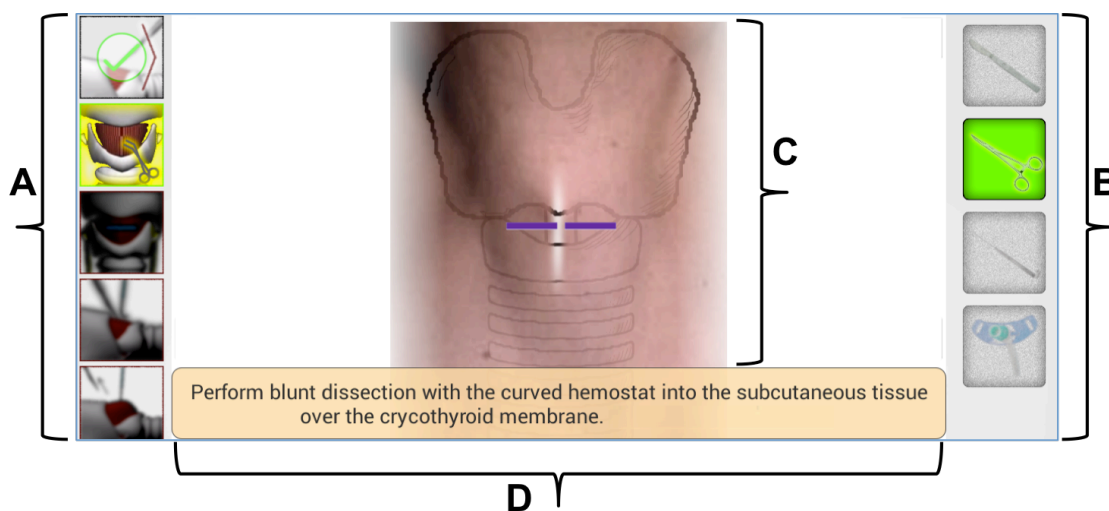 A
B
C
Perform blunt dissection with the curved hemostat into the subcutaneous tissue
over the crycothyroid membrane.
D